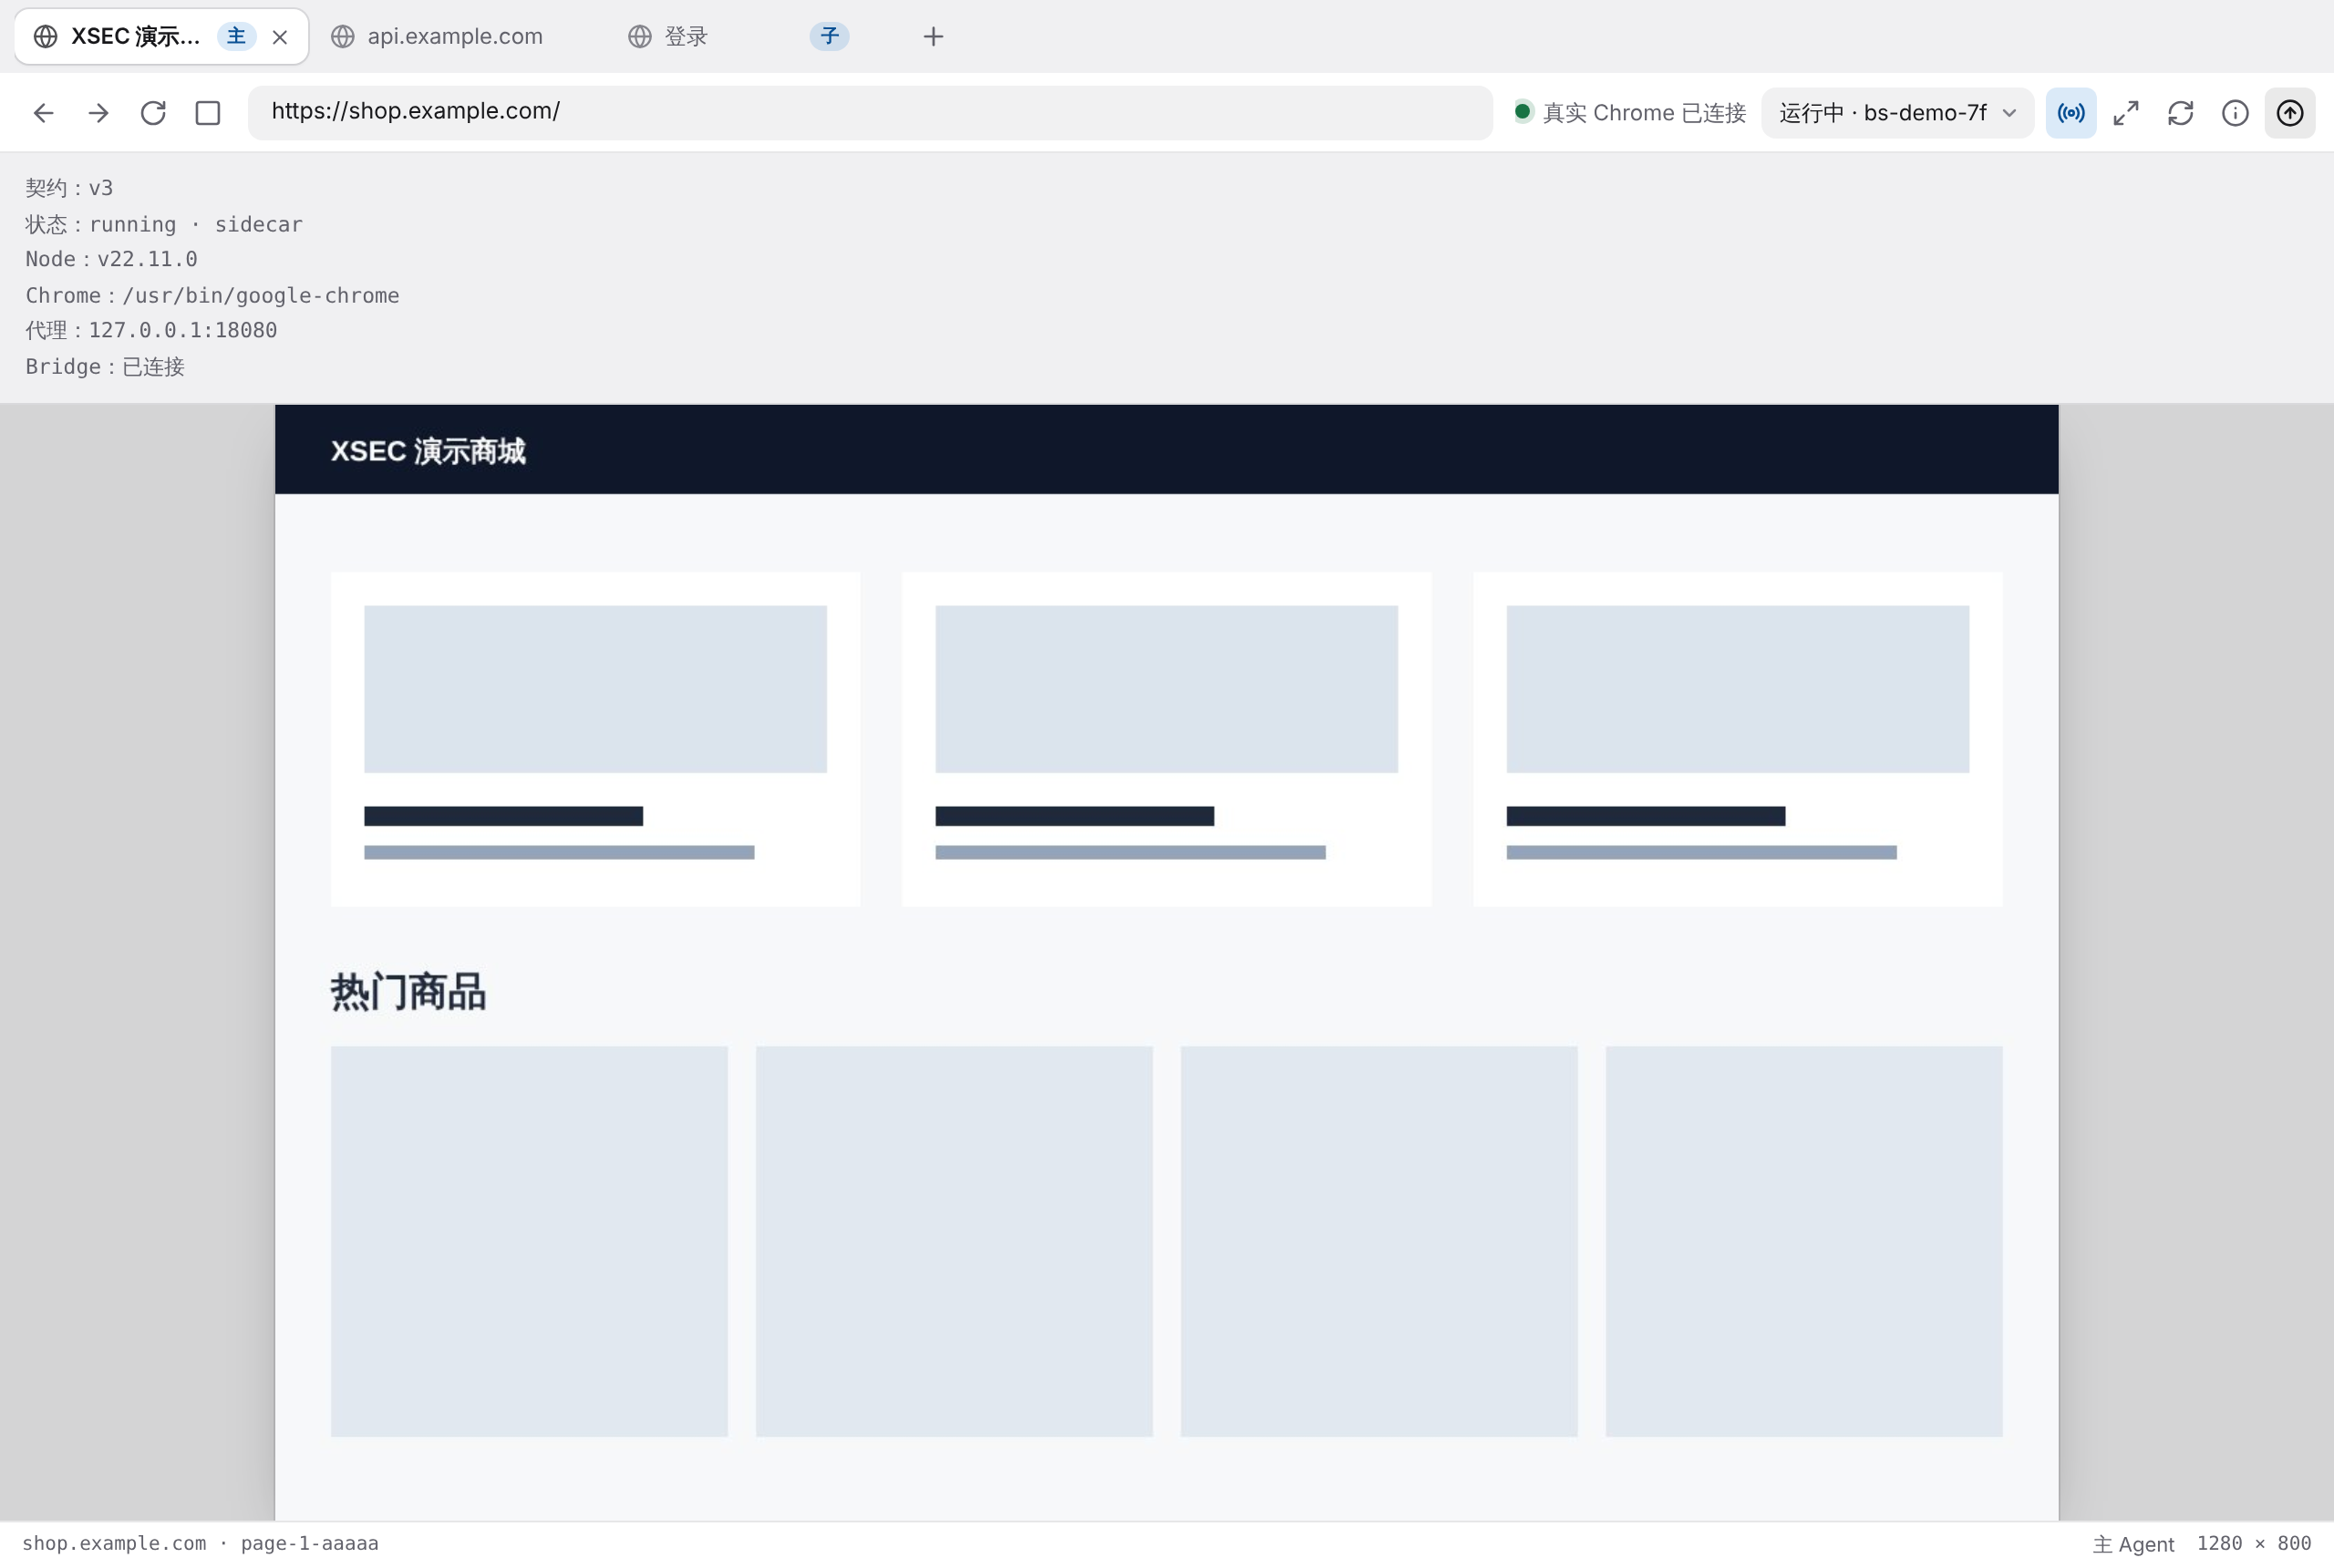 XSEC 演示... 主
api.example.com
登录 子
https://shop.example.com/
真实 Chrome 已连接
运行中 · bs-demo-7f
契约：v3
状态：running · sidecar
Node：v22.11.0
Chrome：/usr/bin/google-chrome
代理：127.0.0.1:18080
Bridge：已连接
XSEC 演示商城
热门商品
shop.example.com · page-1-aaaaa
主 Agent 1280 × 800